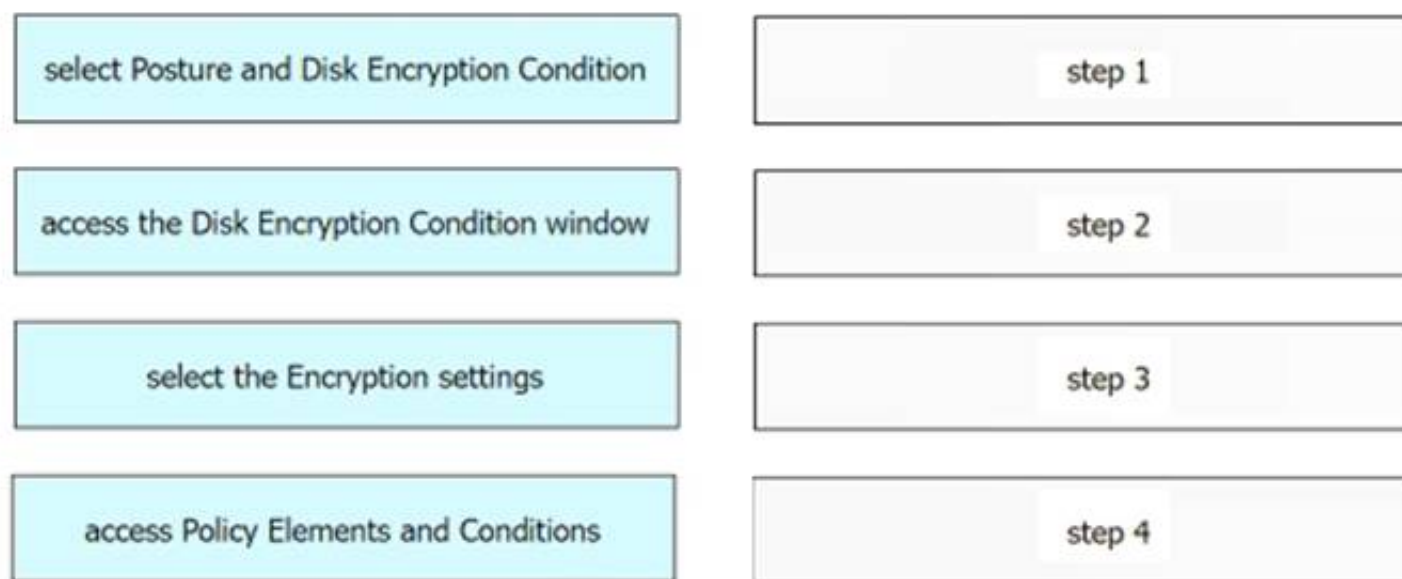 select Posture and Disk Encryption Condition
step 1
access the Disk Encryption Condition window
step 2
select the Encryption settings
step 3
access Policy Elements and Conditions
step 4